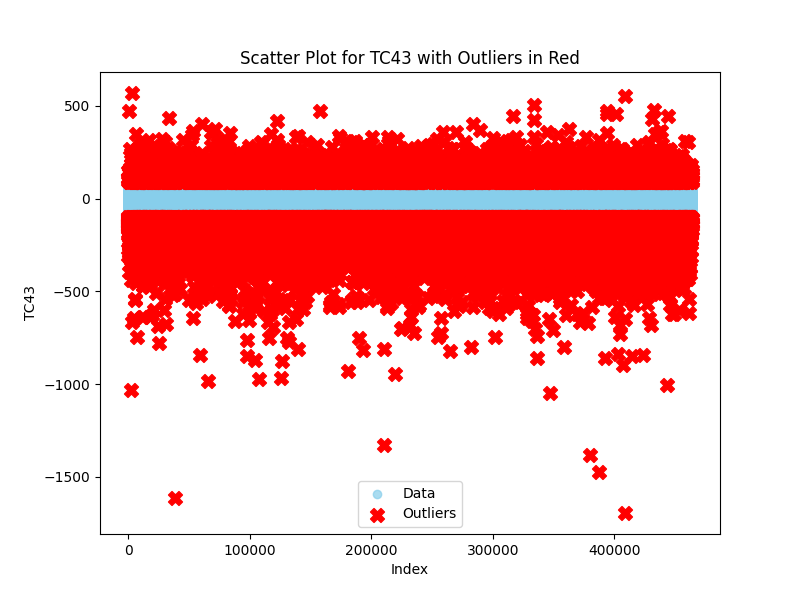 Scatter Plot for TC43 with Outliers in Red
500
0
−500
−1000
−1500
TC43
0
100000
200000
300000
400000
Index
Data
Outliers